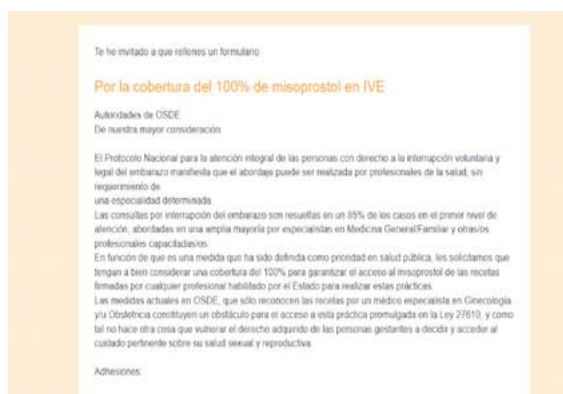 Te he invitado a que rellenes un formulario:
Por la cobertura del 100% de misoprostol en IVE
Autoridades de OSDE
De nuestra mayor consideración
El Protocolo Nacional para la atención integral de las personas con derecho a la interrupción voluntaria y
legal del embarazo manifiesta que el abordaje puede ser realizada por profesionales de la salud, sin
requerimiento de
una especialidad determinada.
Las consultas por interrupción del embarazo son resueltas en un 85% de los casos en el primer nivel de
atención, abordadas en una amplia mayoría por especialistas en Medicina General/Familiar y otras/os
profesionales capacitadas/os.
En función de que es una medida que ha sido definida como prioridad en salud pública, les solicitamos que
tengan a bien considerar una cobertura del 100% para garantizar el acceso al misoprostol de las recetas
firmadas por cualquier profesional habilitado por el Estado para realizar estas prácticas.
Las medidas actuales en OSDE, que sólo reconocen las recetas por un médico especialista en Ginecología
y/u Obstetricia constituyen un obstáculo para el acceso a esta práctica promulgada en la Ley 27610, y como
tal no hace otra cosa que vulnerar el derecho adquirido de las personas gestantes a decidir y acceder al
cuidado pertinente sobre su salud sexual y reproductiva.
Adhesiones: